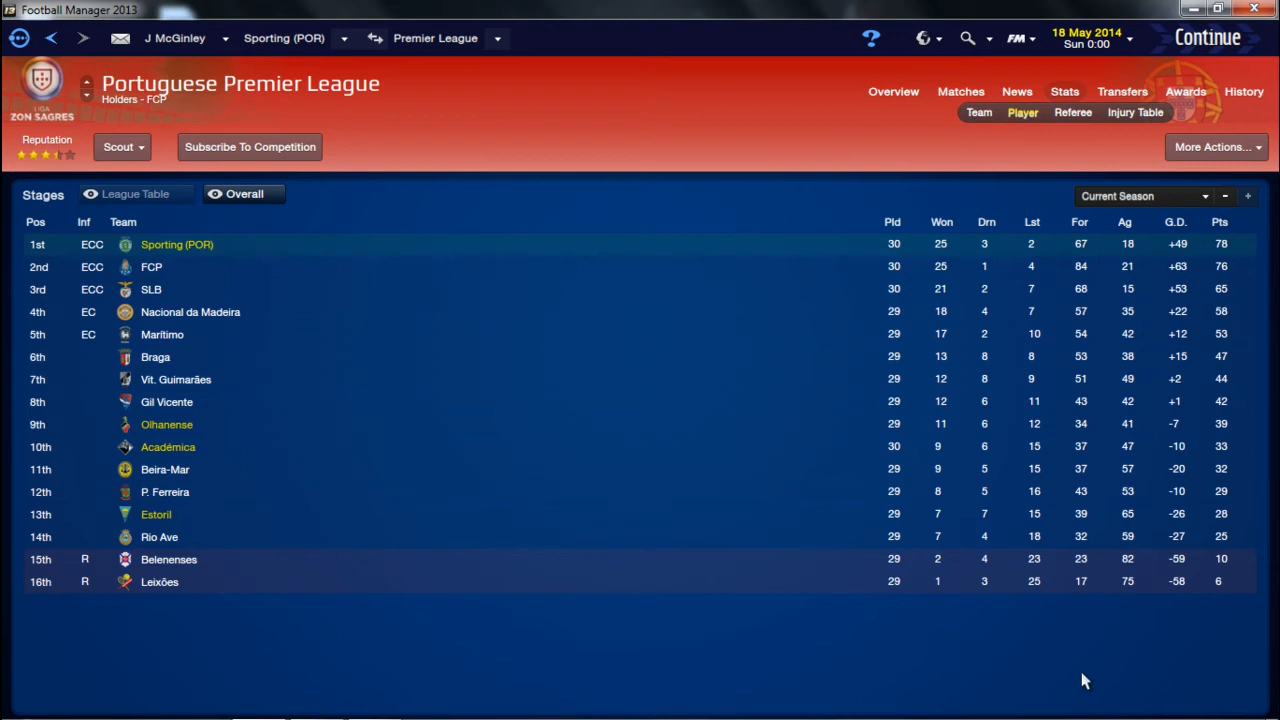 Football Manager 2013
J McGinley Sporting (POR) Premier League ? FM 18 May 2014 Continue
Sun 0:00
Portuguese Premier League
Holders - FCP
LIGA
ZON SAGRES
Overview Matches News Stats Transfers Awards History
Team Player Referee Injury Table
Reputation Scout Subscribe To Competition More Actions...
Stages League Table Overall Current Season - +
Pos Inf Team Pld Won Drn Lst For Ag G.D. Pts
1st ECC Sporting (POR) 30 25 3 2 67 18 +49 78
2nd ECC FCP 30 25 1 4 84 21 +63 76
3rd ECC SLB 30 21 2 7 68 15 +53 65
4th EC Nacional da Madeira 29 18 4 7 57 35 +22 58
5th EC Marítimo 29 17 2 10 54 42 +12 53
6th Braga 29 13 8 8 53 38 +15 47
7th Vit. Guimarães 29 12 8 9 51 49 +2 44
8th Gil Vicente 29 12 6 11 43 42 +1 42
9th Olhanense 29 11 6 12 34 41 -7 39
10th Académica 30 9 6 15 37 47 -10 33
11th Beira-Mar 29 9 5 15 37 57 -20 32
12th P. Ferreira 29 8 5 16 43 53 -10 29
13th Estoril 29 7 7 15 39 65 -26 28
14th Rio Ave 29 7 4 18 32 59 -27 25
15th R Belenenses 29 2 4 23 23 82 -59 10
16th R Leixões 29 1 3 25 17 75 -58 6